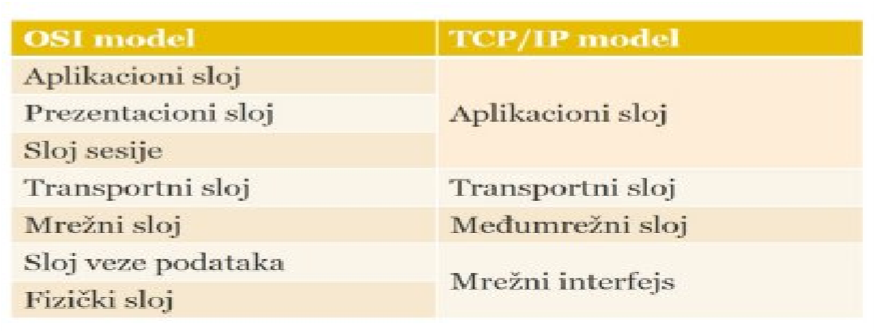 OSI model TCP/IP model
Aplikacioni sloj
Prezentacioni sloj Aplikacioni sloj
Sloj sesije
Transportni sloj Transportni sloj
Mrežni sloj Međumrežni sloj
Sloj veze podataka
Mrežni interfejs
Fizički sloj